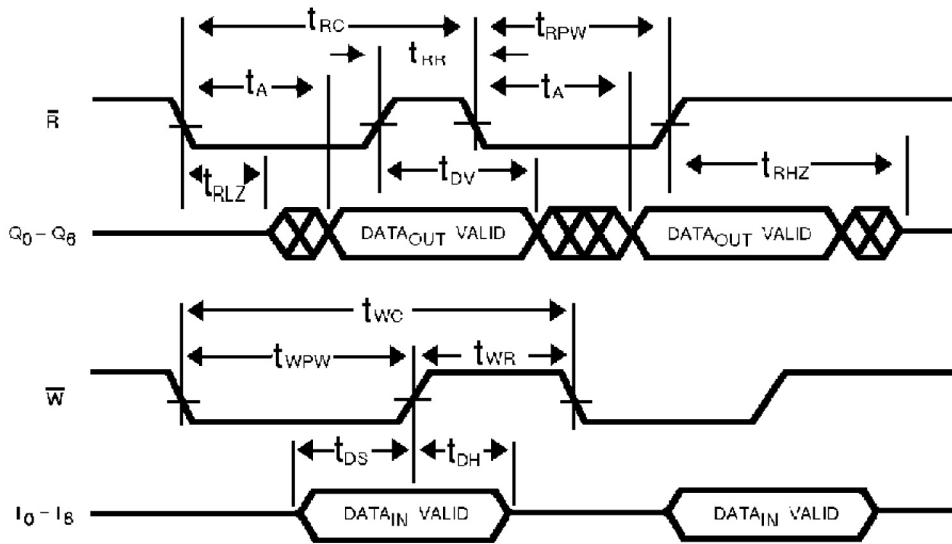 tRC tRPW
tRR
tA tA
R̅
tRLZ tDV tRHZ
Q0–Q8 DATAOUT VALID DATAOUT VALID
tWC
tWPW tWR
W̅
tDS tDH
I0–I8 DATAIN VALID DATAIN VALID